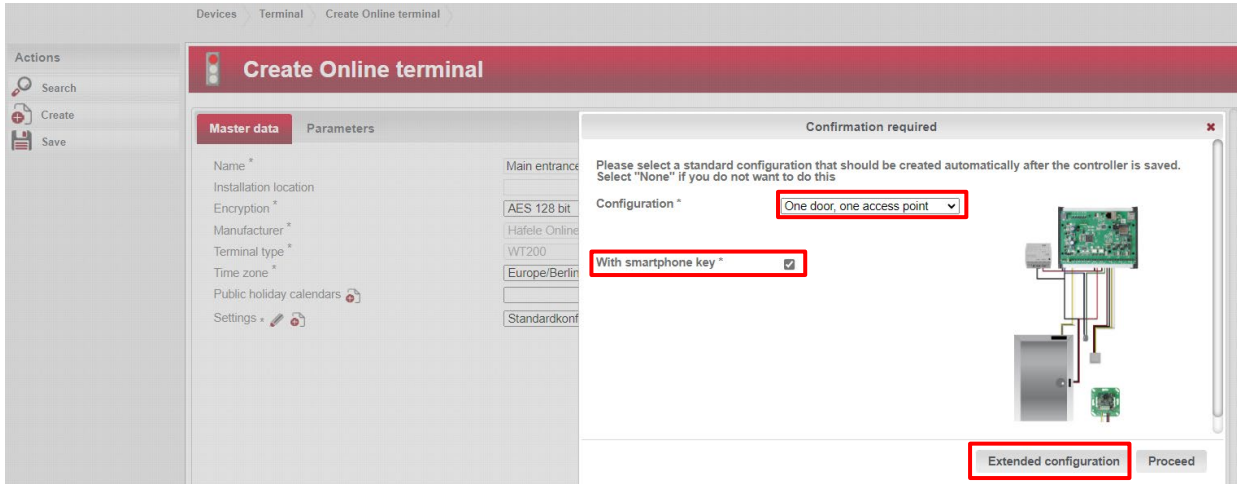 Devices Terminal Create Online terminal
Actions
Search
Create
Save
Create Online terminal
Master data Parameters
Name *
Main entrance
Installation location
Encryption *
AES 128 bit
Manufacturer *
Häfele Online
Terminal type *
WT200
Time zone *
Europe/Berlin
Public holiday calendars
Settings *
Standardkonf
Confirmation required
Please select a standard configuration that should be created automatically after the controller is saved.
Select "None" if you do not want to do this
Configuration *
One door, one access point
With smartphone key *
Extended configuration Proceed